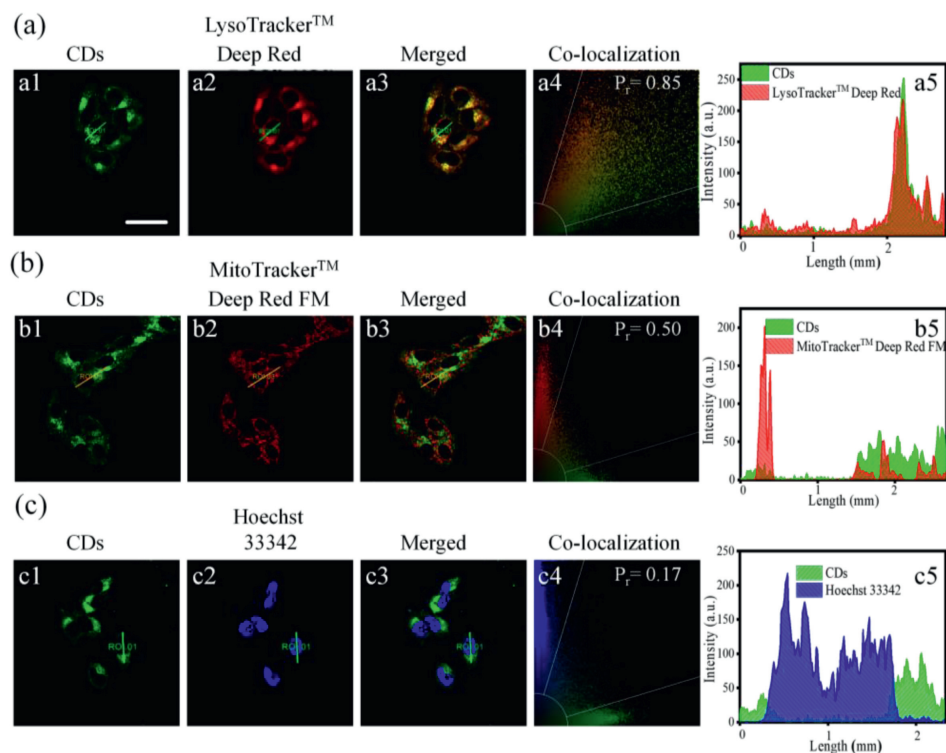 (a)
LysoTracker™
CDs Deep Red Merged Co-localization
a1 a2 a3 a4 Pr = 0.85 a5
CDs
LysoTracker™ Deep Red
Intensity (a.u.)
250
200
150
100
50
0
0 1 2
Length (mm)
(b)
MitoTracker™
CDs Deep Red FM Merged Co-localization
b1 b2 b3 b4 Pr = 0.50 b5
CDs
MitoTracker™ Deep Red FM
Intensity (a.u.)
200
150
100
50
0
0 1 2
Length (mm)
(c)
Hoechst
CDs 33342 Merged Co-localization
c1 c2 c3 c4 Pr = 0.17 c5
CDs
Hoechst 33342
ROI 01
Intensity (a.u.)
250
200
150
100
50
0
0 1 2
Length (mm)